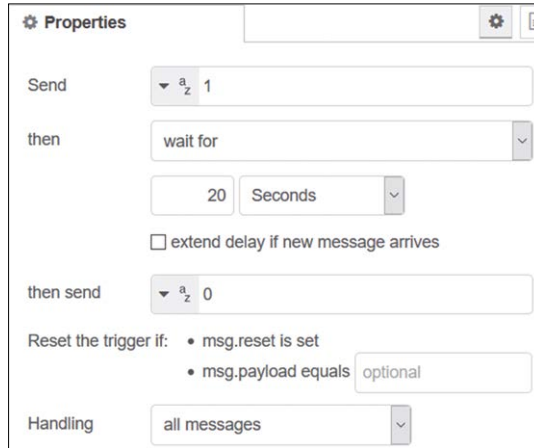 Properties
Send a z 1
then wait for
20 Seconds
extend delay if new message arrives
then send a z 0
Reset the trigger if: • msg.reset is set
• msg.payload equals optional
Handling all messages